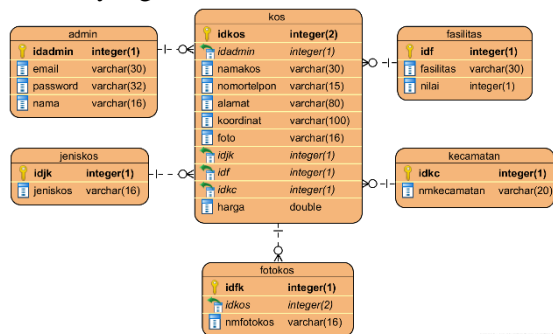 kos
idkos integer(2)
idadmin integer(1)
namakos varchar(30)
nomortelpon varchar(15)
alamat varchar(80)
koordinat varchar(100)
foto varchar(16)
idjk integer(1)
idf integer(1)
idkc integer(1)
harga double
admin
idadmin integer(1)
email varchar(30)
password varchar(32)
nama varchar(16)
fasilitas
idf integer(1)
fasilitas varchar(30)
nilai integer(1)
jeniskos
idjk integer(1)
jeniskos varchar(16)
kecamatan
idkc integer(1)
nmkecamatan varchar(20)
fotokos
idfk integer(1)
idkos integer(2)
nmfotokos varchar(16)